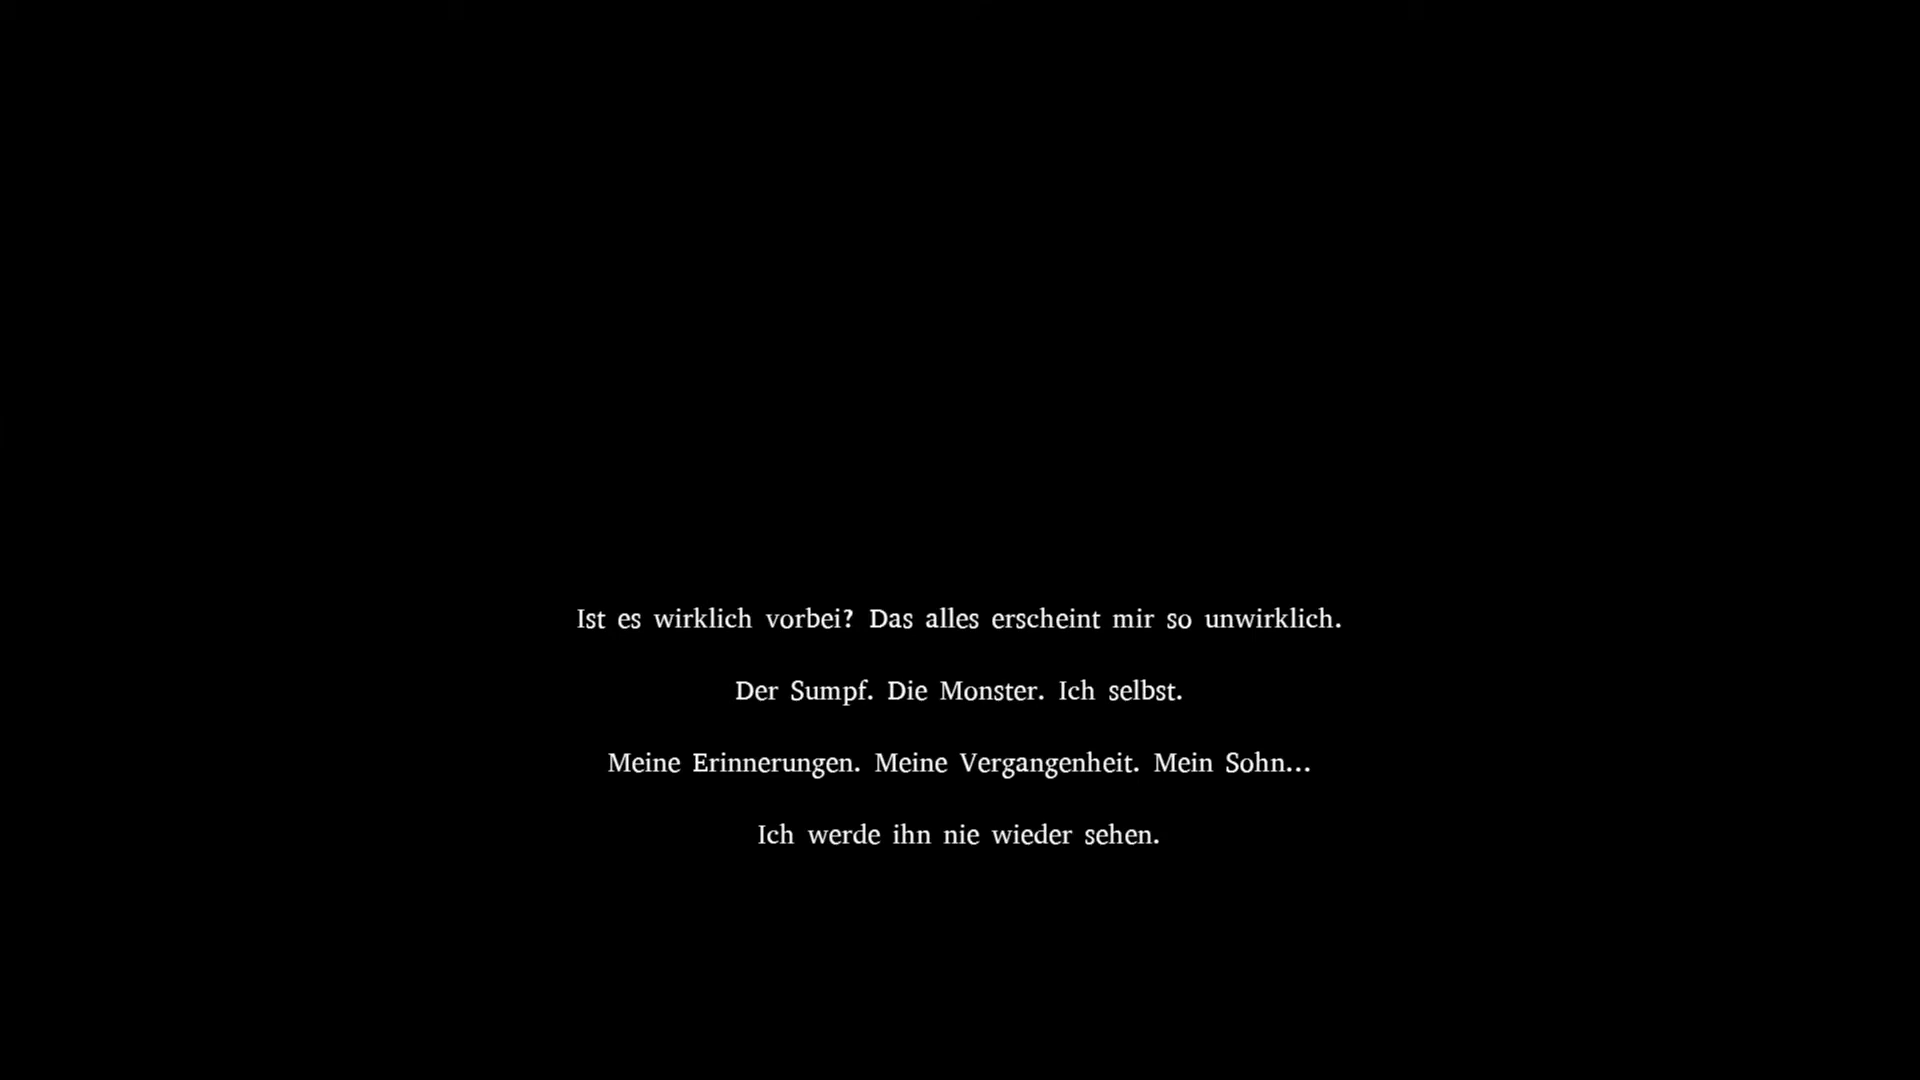 Ist es wirklich vorbei? Das alles erscheint mir so unwirklich.
Der Sumpf. Die Monster. Ich selbst.
Meine Erinnerungen. Meine Vergangenheit. Mein Sohn...
Ich werde ihn nie wieder sehen.